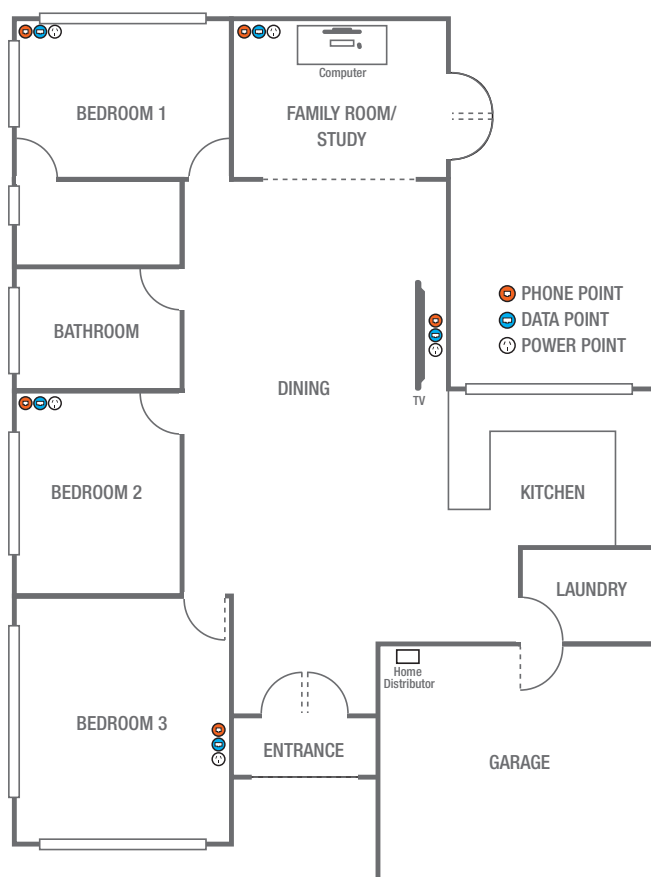 Computer
BEDROOM 1
FAMILY ROOM/
STUDY
PHONE POINT
DATA POINT
POWER POINT
BATHROOM
DINING
TV
BEDROOM 2
KITCHEN
LAUNDRY
Home
Distributor
BEDROOM 3
ENTRANCE
GARAGE